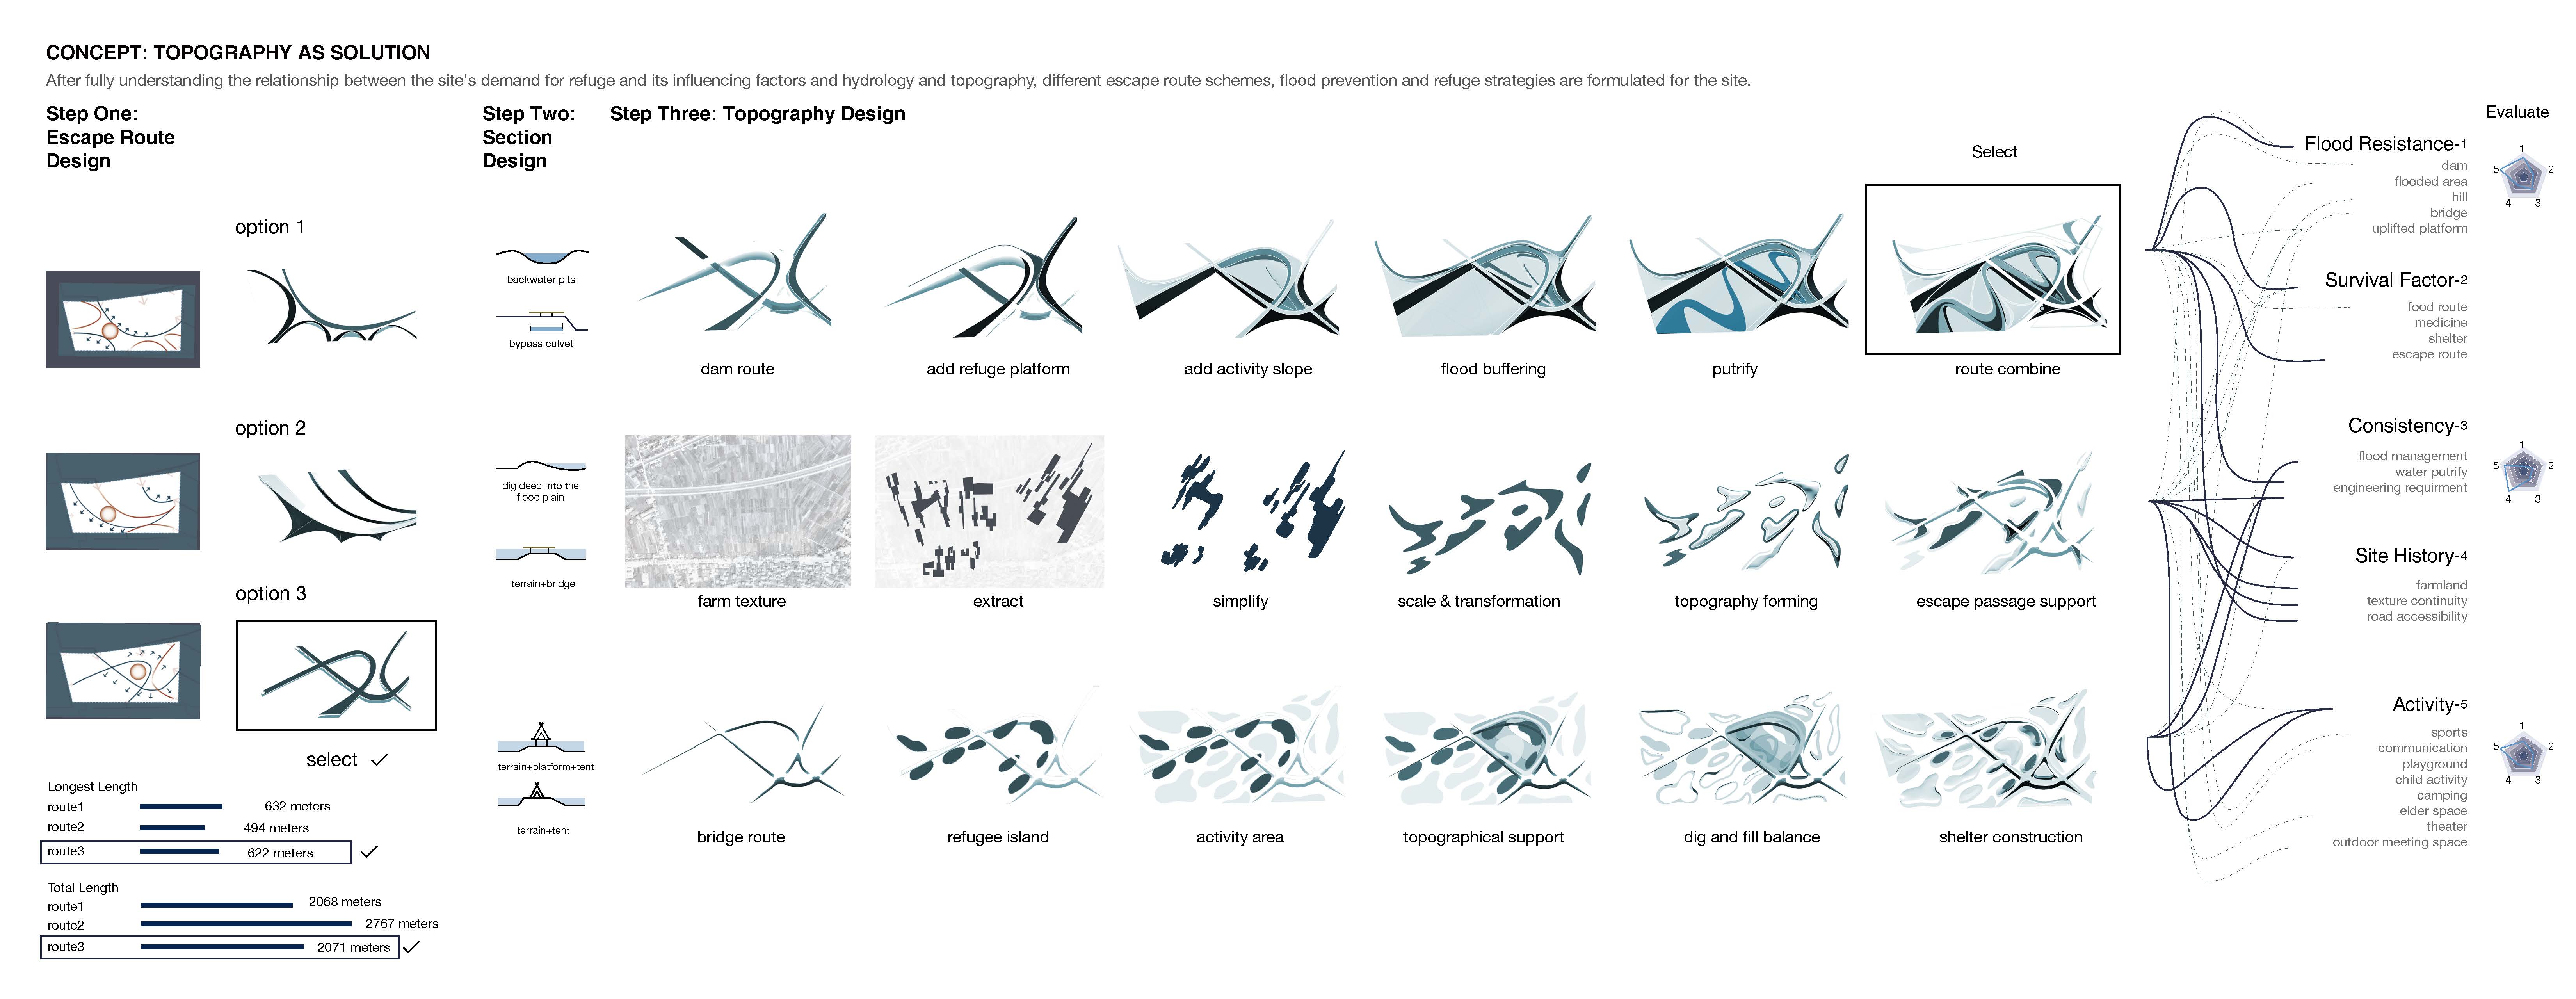 CONCEPT: TOPOGRAPHY AS SOLUTION
After fully understanding the relationship between the site's demand for refuge and its influencing factors and hydrology and topography, different escape route schemes, flood prevention and refuge strategies are formulated for the site.
Step One:
Escape Route
Design
option 1
option 2
option 3
select
Longest Length
route1
632 meters
route2
494 meters
route3
622 meters
Total Length
route1
2068 meters
route2
2767 meters
route3
2071 meters
Step Two:
Section
Design
backwater pits
bypass culvet
dig deep into the
flood plain
terrain+bridge
terrain+platform+tent
terrain+tent
Step Three: Topography Design
Select
dam route
add refuge platform
add activity slope
flood buffering
putrify
route combine
farm texture
extract
simplify
scale & transformation
topography forming
escape passage support
bridge route
refugee island
activity area
topographical support
dig and fill balance
shelter construction
Evaluate
Flood Resistance-1
dam
flooded area
hill
bridge
uplifted platform
1
2
3
4
5
Survival Factor-2
food route
medicine
shelter
escape route
Consistency-3
flood management
water putrify
engineering requirment
1
2
3
4
5
Site History-4
farmland
texture continuity
road accessibility
Activity-5
sports
communication
playground
child activity
camping
elder space
theater
outdoor meeting space
1
2
3
4
5